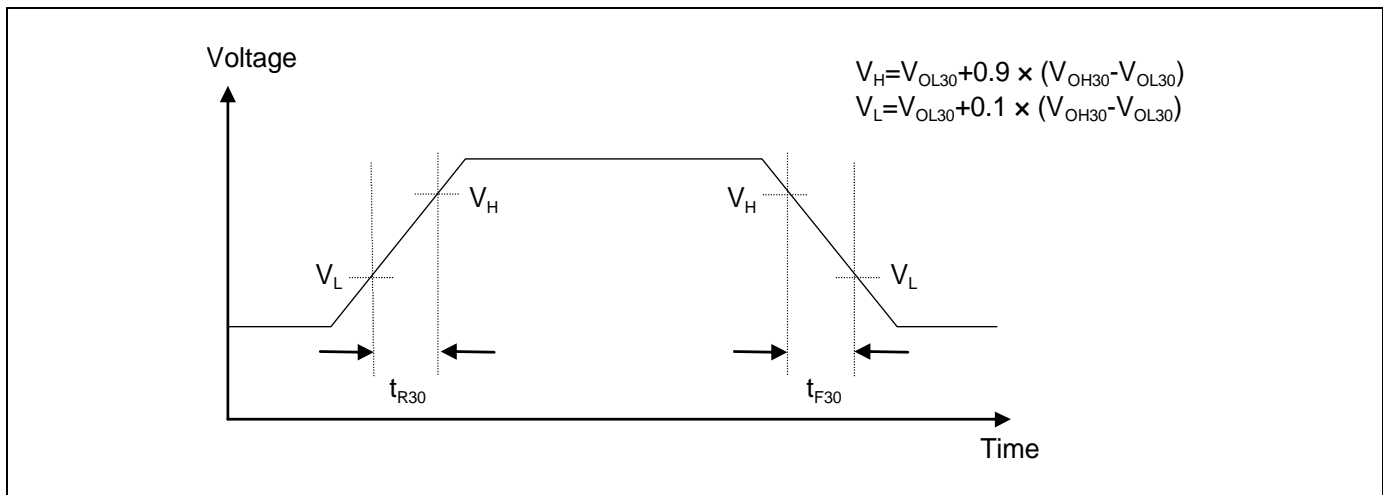 Voltage
V_H=V_OL30+0.9 × (V_OH30-V_OL30)
V_L=V_OL30+0.1 × (V_OH30-V_OL30)
V_H
V_H
V_L
V_L
t_R30
t_F30
Time